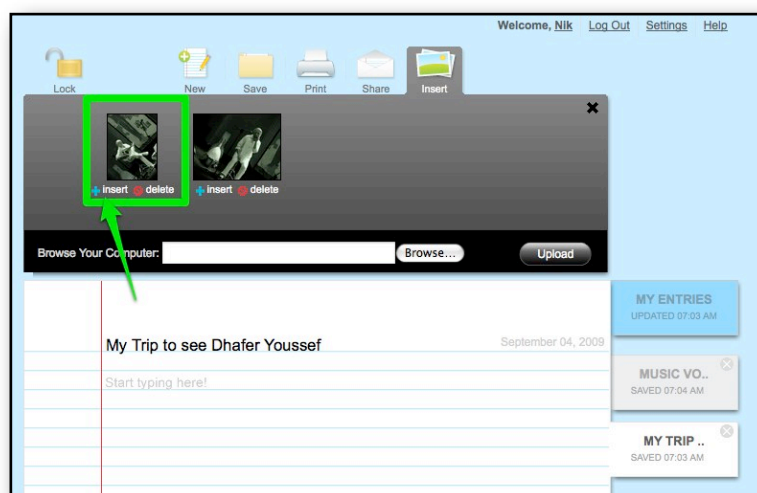 Welcome, Nik Log Out Settings Help
Lock New Save Print Share Insert
insert delete insert delete
Browse Your Computer: Browse... Upload
MY ENTRIES
UPDATED 07:03 AM
My Trip to see Dhafer Youssef September 04, 2009
Start typing here!
MUSIC VO..
SAVED 07:04 AM
MY TRIP ..
SAVED 07:03 AM